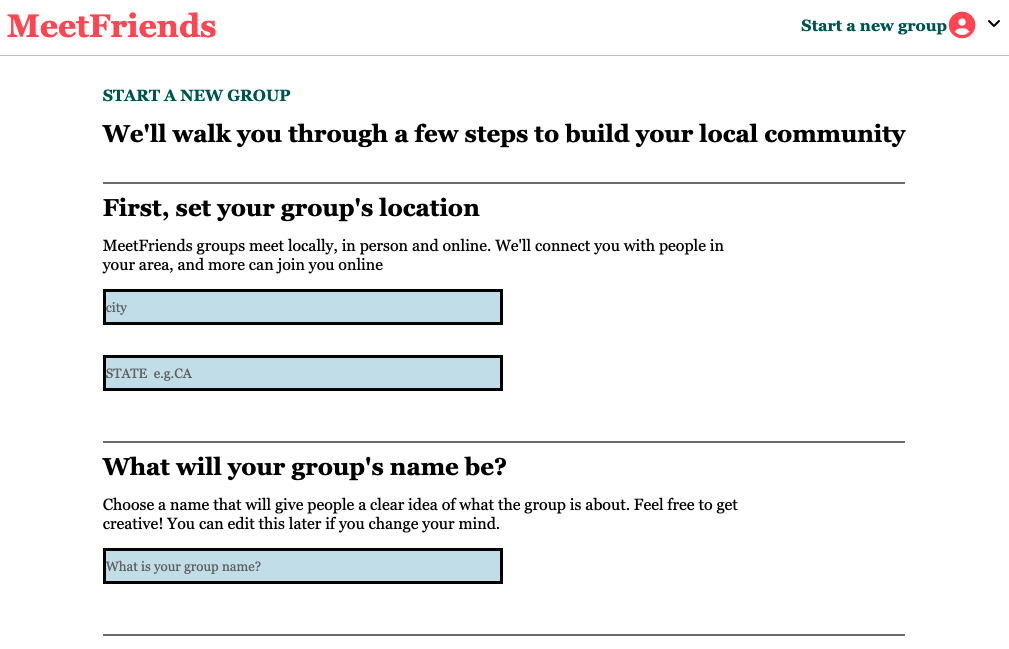 MeetFriends
Start a new group
START A NEW GROUP
We'll walk you through a few steps to build your local community
First, set your group's location
MeetFriends groups meet locally, in person and online. We'll connect you with people in
your area, and more can join you online
city
STATE e.g.CA
What will your group's name be?
Choose a name that will give people a clear idea of what the group is about. Feel free to get
creative! You can edit this later if you change your mind.
What is your group name?